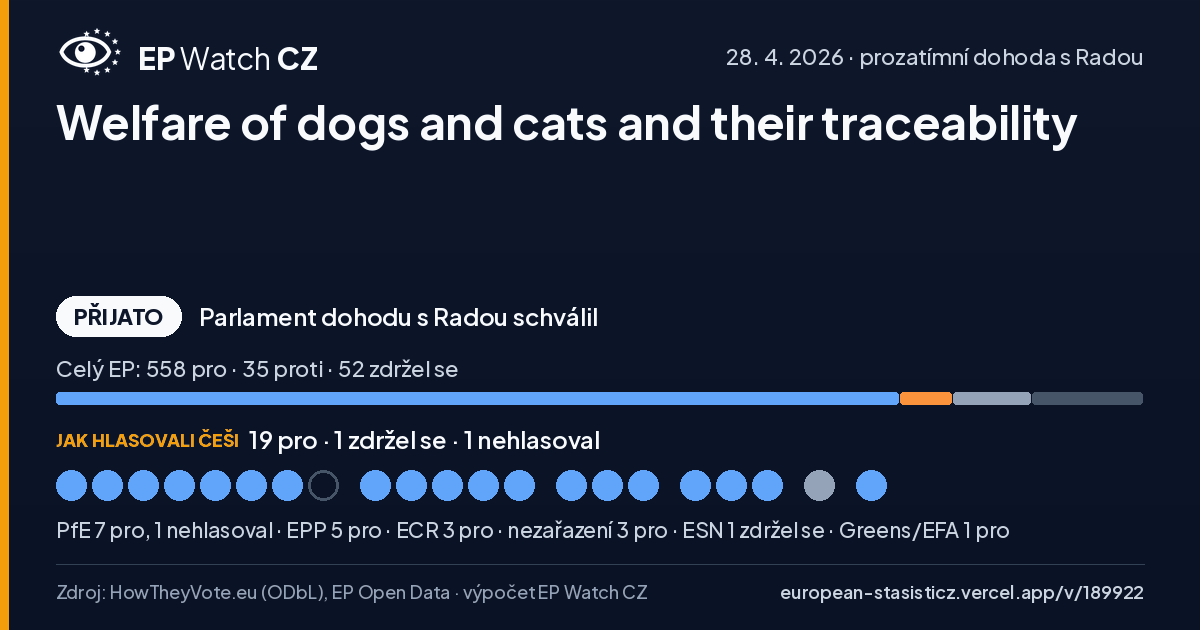 EP Watch CZ
28. 4. 2026 · prozatímní dohoda s Radou
Welfare of dogs and cats and their traceability
PŘIJATO Parlament dohodu s Radou schválil
Celý EP: 558 pro · 35 proti · 52 zdržel se
JAK HLASOVALI ČEŠI 19 pro · 1 zdržel se · 1 nehlasoval
PfE 7 pro, 1 nehlasoval · EPP 5 pro · ECR 3 pro · nezařazení 3 pro · ESN 1 zdržel se · Greens/EFA 1 pro
Zdroj: HowTheyVote.eu (ODbL), EP Open Data · výpočet EP Watch CZ
european-stasisticz.vercel.app/v/189922